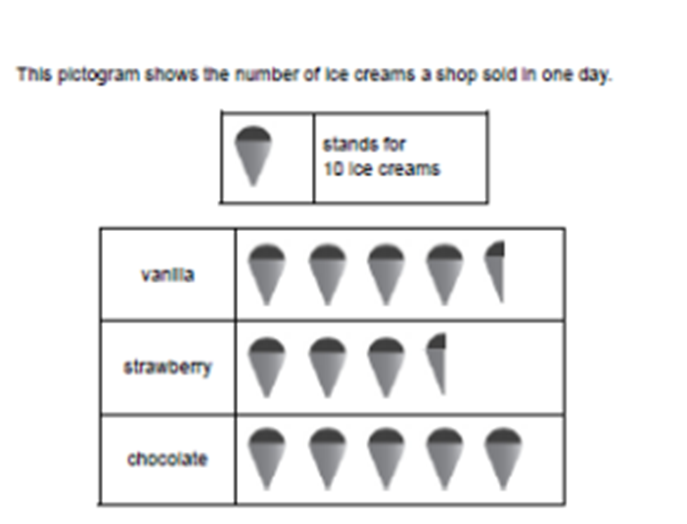 This pictogram shows the number of ice creams a shop sold in one day.
stands for
10 ice creams
vanilla
strawberry
chocolate